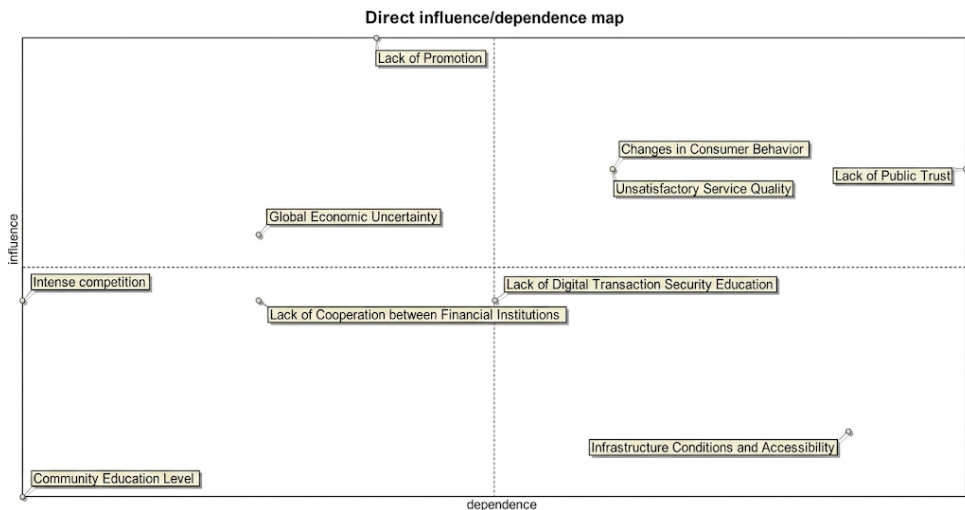 Direct influence/dependence map
Lack of Promotion
Changes in Consumer Behavior
Lack of Public Trust
Unsatisfactory Service Quality
Global Economic Uncertainty
influence
Intense competition
Lack of Digital Transaction Security Education
Lack of Cooperation between Financial Institutions
Infrastructure Conditions and Accessibility
Community Education Level
dependence